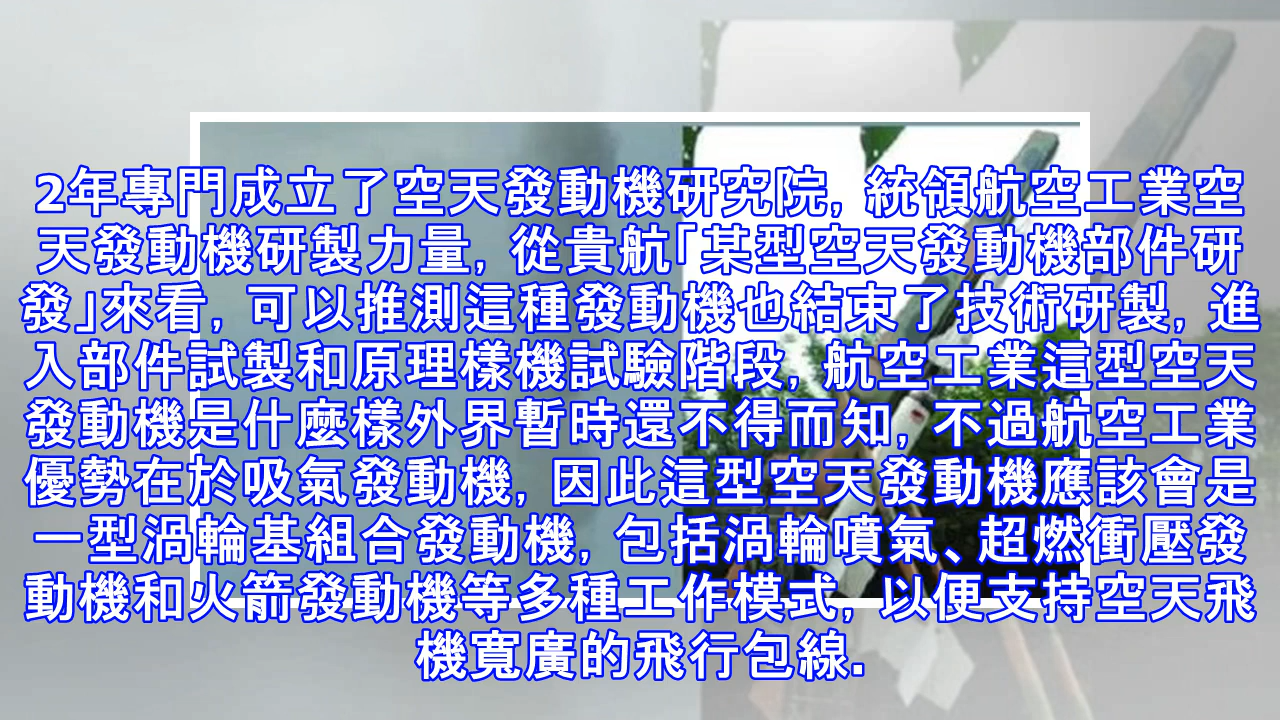 2年專門成立了空天發動機研究院, 統領航空工業空
天發動機研製力量, 從貴航「某型空天發動機部件研
發」來看, 可以推測這種發動機也結束了技術研製, 進
入部件試製和原理樣機試驗階段, 航空工業這型空天
發動機是什麼樣外界暫時還不得而知, 不過航空工業
優勢在於吸氣發動機, 因此這型空天發動機應該會是
一型渦輪基組合發動機, 包括渦輪噴氣、超燃衝壓發
動機和火箭發動機等多種工作模式, 以便支持空天飛
機寬廣的飛行包線.